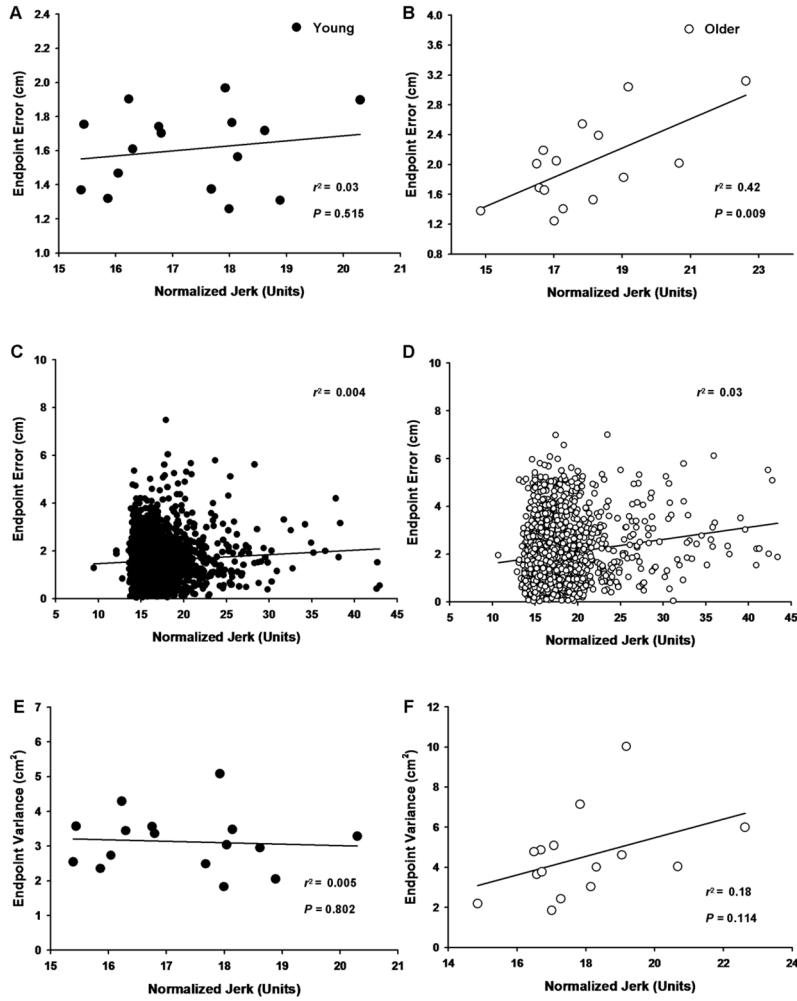 A
Young
Endpoint Error (cm)
2.4
2.2
2.0
1.8
1.6
1.4
1.2
1.0
r² = 0.03
P = 0.515
15 16 17 18 19 20 21
Normalized Jerk (Units)
B
Older
Endpoint Error (cm)
4.0
3.6
3.2
2.8
2.4
2.0
1.6
1.2
0.8
r² = 0.42
P = 0.009
15 17 19 21 23
Normalized Jerk (Units)
C
Endpoint Error (cm)
10
8
6
4
2
0
r² = 0.004
5 10 15 20 25 30 35 40 45
Normalized Jerk (Units)
D
Endpoint Error (cm)
10
8
6
4
2
0
r² = 0.03
5 10 15 20 25 30 35 40 45
Normalized Jerk (Units)
E
Endpoint Variance (cm²)
7
6
5
4
3
2
1
0
r² = 0.005
P = 0.802
15 16 17 18 19 20 21
Normalized Jerk (Units)
F
Endpoint Variance (cm²)
12
10
8
6
4
2
0
r² = 0.18
P = 0.114
14 16 18 20 22 24
Normalized Jerk (Units)